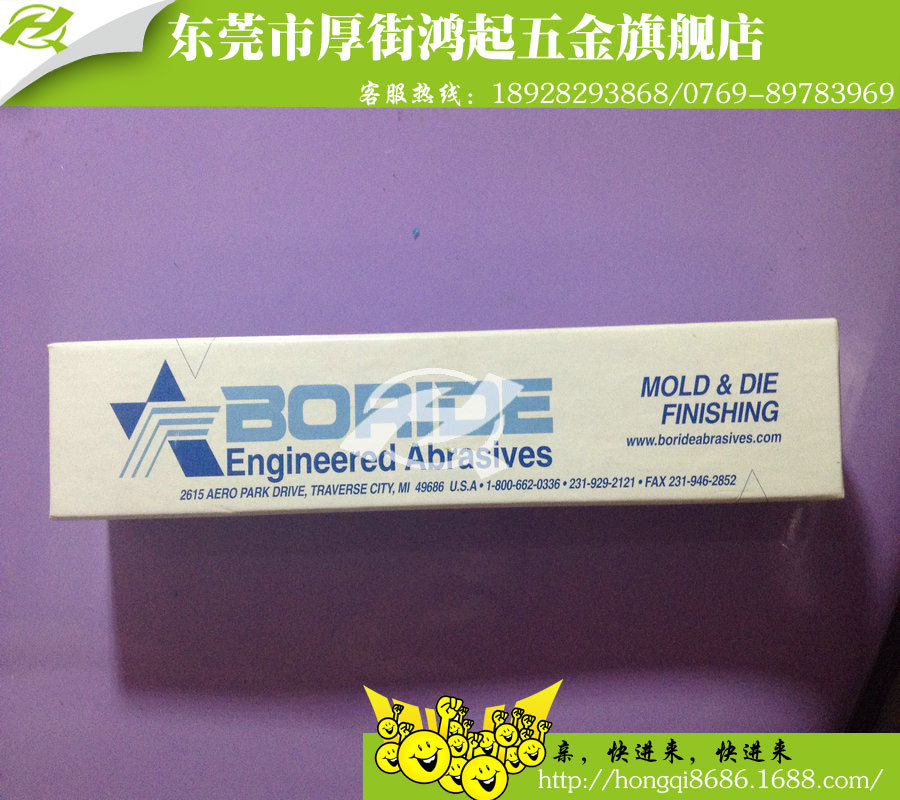 东莞市厚街鸿起五金旗舰店
客服热线：18928293868/0769-89783969
BORIDE
Engineered Abrasives
2615 AERO PARK DRIVE, TRAVERSE CITY, MI 49686 U.S.A • 1-800-662-0336 • 231-929-2121 • FAX 231-946-2852
MOLD & DIE
FINISHING
www.borideabrasives.com
亲，快进来，快进来
http://hongqi8686.1688.com/